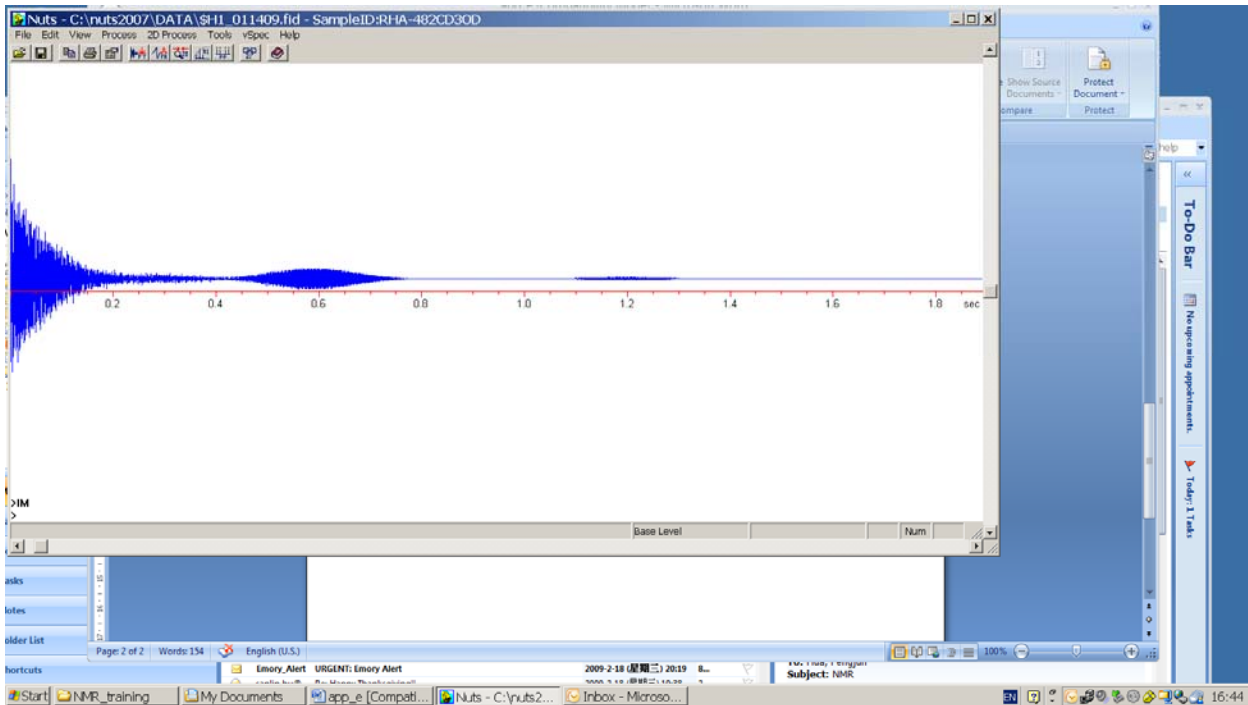 Nuts - C:\nuts2007\DATA\$H1_011409.fid - SampleID:RHA-482CD3OD
File Edit View Process 2D Process Tools vSpec Help
Show Source
Documents
Protect
Document
ompare
Protect
help
To-Do Bar
No upcoming appointments.
Today: 1 Tasks
0.2 0.4 0.6 0.8 1.0 1.2 1.4 1.6 1.8 sec
>IM
>
Base Level Num
asks
lotes
older List
hortcuts
Page: 2 of 2 Words: 154 English (U.S.) 100%
Emory_Alert URGENT: Emory Alert 2009-2-18 (星期三) 20:19 8...
Subject: NMR
Start NMR_training My Documents app_e [Compati... Nuts - C:\nuts2... Inbox - Microso... EN 16:44